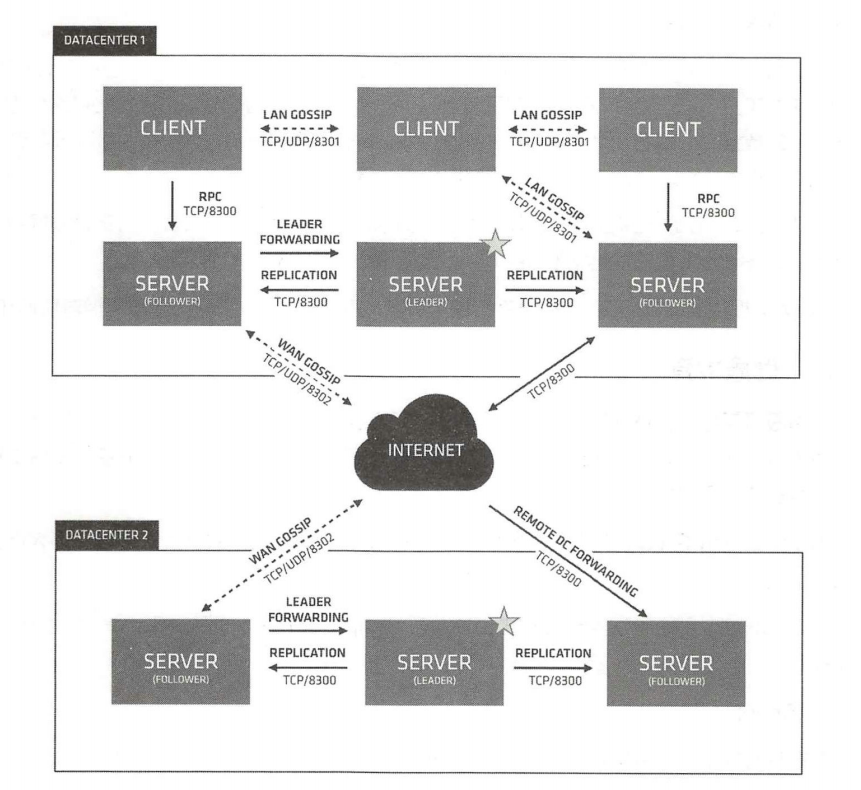 DATACENTER 1
CLIENT
LAN GOSSIP
TCP/UDP/8301
CLIENT
LAN GOSSIP
TCP/UDP/8301
CLIENT
RPC
TCP/8300
LAN GOSSIP
TCP/UDP/8301
RPC
TCP/8300
SERVER
(FOLLOWER)
LEADER
FORWARDING
REPLICATION
TCP/8300
SERVER
(LEADER)
REPLICATION
TCP/8300
SERVER
(FOLLOWER)
WAN GOSSIP
TCP/UDP/8302
TCP/8300
INTERNET
DATACENTER 2
WAN GOSSIP
TCP/UDP/8302
REMOTE DC FORWARDING
TCP/8300
SERVER
(FOLLOWER)
LEADER
FORWARDING
REPLICATION
TCP/8300
SERVER
(LEADER)
REPLICATION
TCP/8300
SERVER
(FOLLOWER)